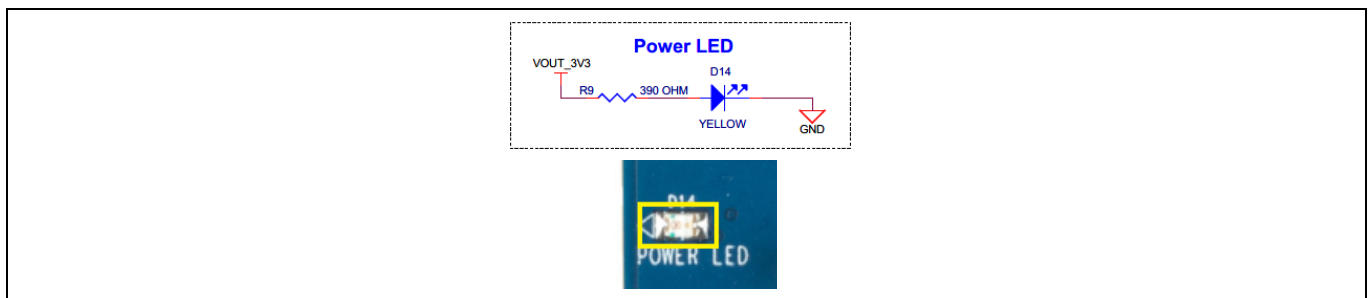 Power LED
VOUT_3V3
D14
R9
390 OHM
YELLOW
GND
D14
POWER LED